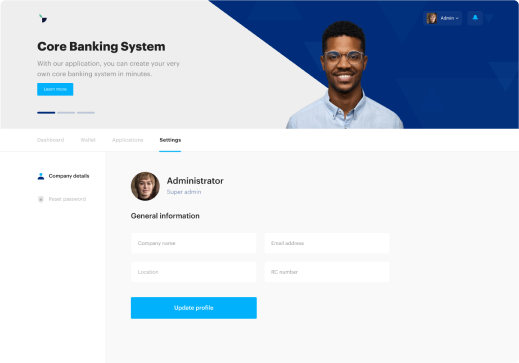 Admin
Core Banking System
With our application, you can create your very
own core banking system in minutes.
Learn more
Dashboard Wallet Applications Settings
Company details
Reset password
Administrator
Super admin
General information
Company name Email address
Location RC number
Update profile